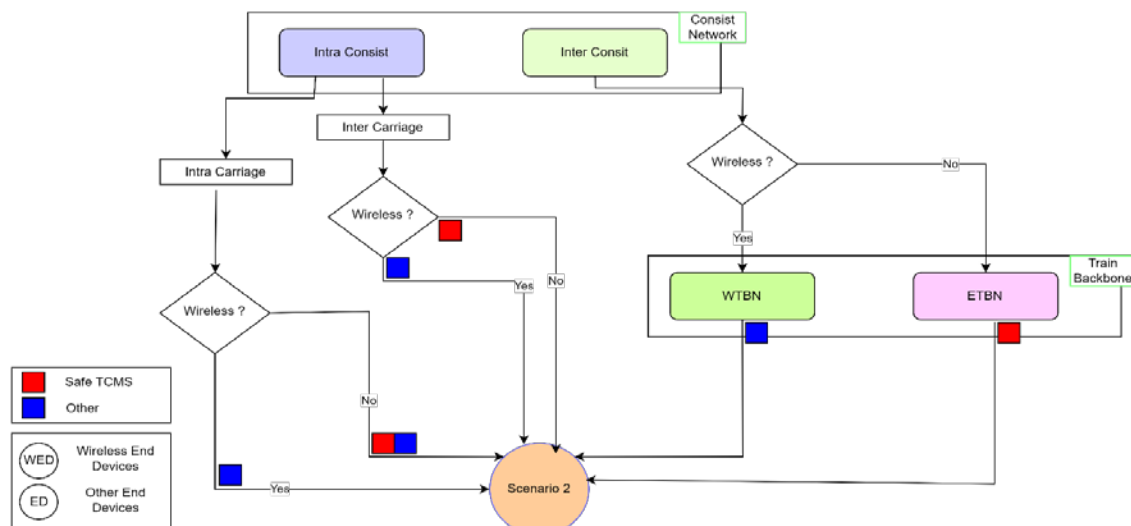 Consist
Network
Intra Consist
Inter Consit
Inter Carriage
Intra Carriage
Wireless ?
No
Wireless ?
Yes
Train
Backbone
WTBN
ETBN
No
Yes
Wireless ?
No
Yes
Safe TCMS
Other
WED
Wireless End
Devices
ED
Other End
Devices
Scenario 2